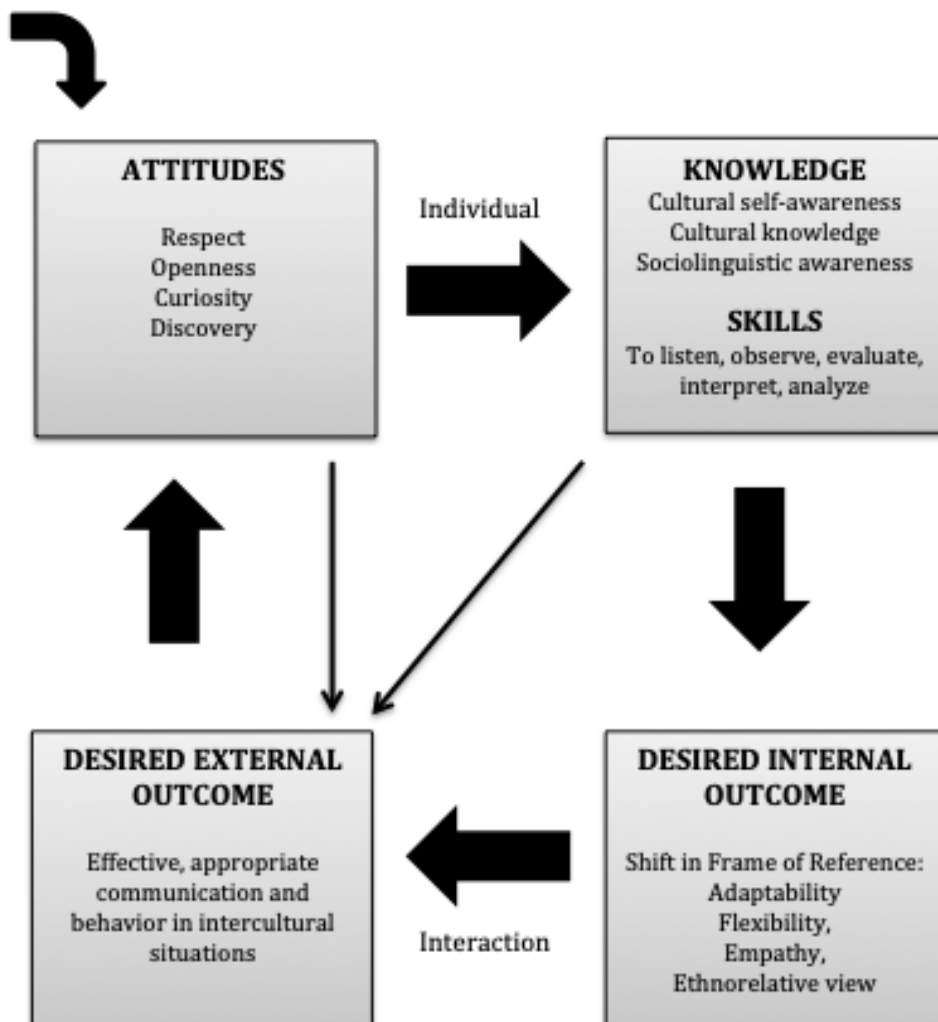 ATTITUDES
Respect
Openness
Curiosity
Discovery
Individual
KNOWLEDGE
Cultural self-awareness
Cultural knowledge
Sociolinguistic awareness
SKILLS
To listen, observe, evaluate,
interpret, analyze
DESIRED EXTERNAL
OUTCOME
Effective, appropriate
communication and
behavior in intercultural
situations
Interaction
DESIRED INTERNAL
OUTCOME
Shift in Frame of Reference:
Adaptability
Flexibility,
Empathy,
Ethnorelative view